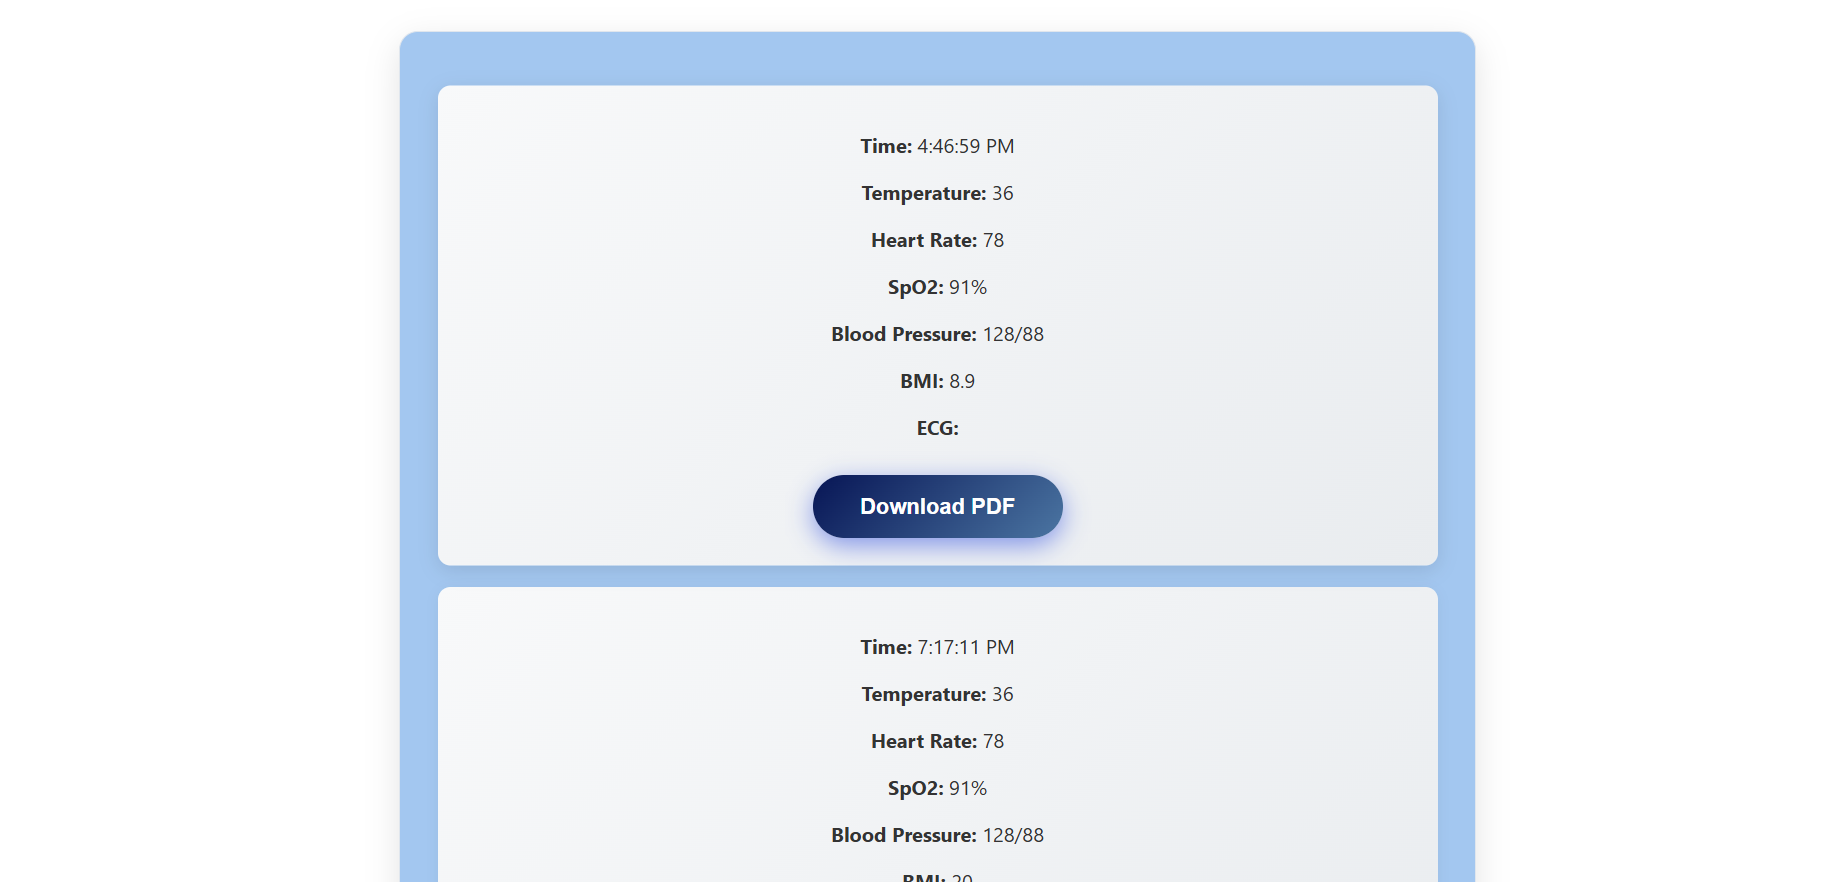 Time: 4:46:59 PM
Temperature: 36
Heart Rate: 78
SpO2: 91%
Blood Pressure: 128/88
BMI: 8.9
ECG:
Download PDF
Time: 7:17:11 PM
Temperature: 36
Heart Rate: 78
SpO2: 91%
Blood Pressure: 128/88
BMI: